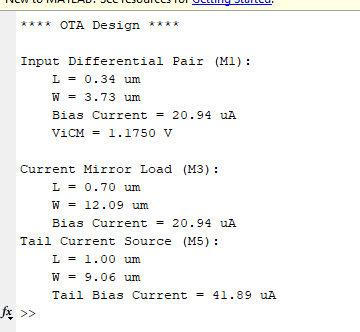 New to MATLAB? See resources for Getting Started.
**** OTA Design ****
Input Differential Pair (M1):
L = 0.34 um
W = 3.73 um
Bias Current = 20.94 uA
ViCM = 1.1750 V
Current Mirror Load (M3):
L = 0.70 um
W = 12.09 um
Bias Current = 20.94 uA
Tail Current Source (M5):
L = 1.00 um
W = 9.06 um
Tail Bias Current = 41.89 uA
fx >>